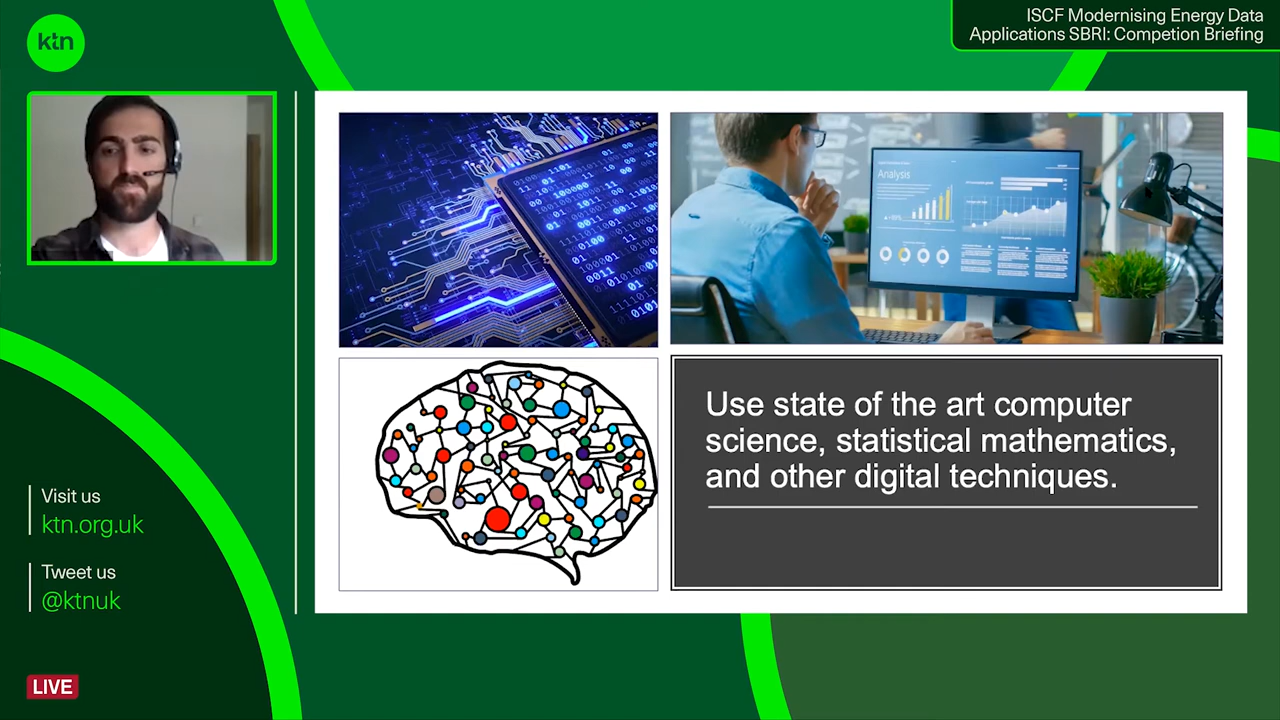 ktn
ISCF Modernising Energy Data
Applications SBRI: Competion Briefing
Analysis
Use state of the art computer
science, statistical mathematics,
and other digital techniques.
Visit us
ktn.org.uk
Tweet us
@ktnuk
LIVE